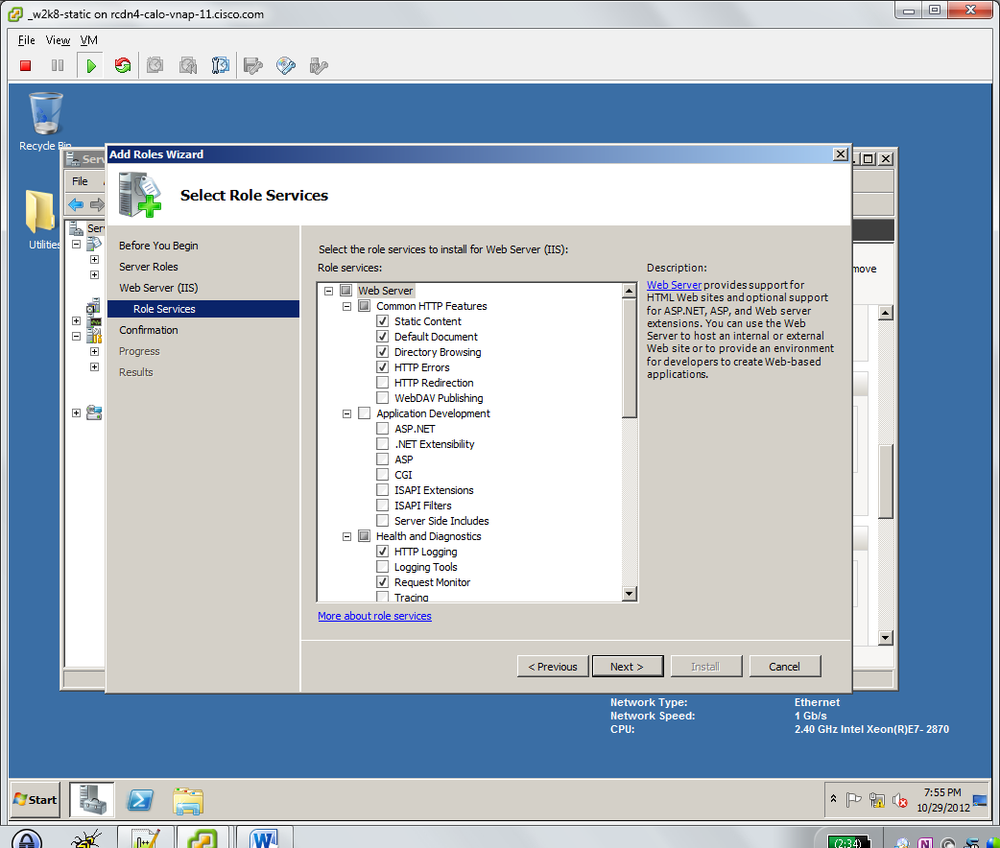 _w2k8-static on rcdn4-calo-vnap-11.cisco.com
File View VM
Recycle Bin
Utilities
File
Add Roles Wizard
Select Role Services
Before You Begin
Server Roles
Web Server (IIS)
Role Services
Confirmation
Progress
Results
Select the role services to install for Web Server (IIS):
Role services:
Web Server
Common HTTP Features
Static Content
Default Document
Directory Browsing
HTTP Errors
HTTP Redirection
WebDAV Publishing
Application Development
ASP.NET
.NET Extensibility
ASP
CGI
ISAPI Extensions
ISAPI Filters
Server Side Includes
Health and Diagnostics
HTTP Logging
Logging Tools
Request Monitor
Tracing
More about role services
Description:
Web Server provides support for
HTML Web sites and optional support
for ASP.NET, ASP, and Web server
extensions. You can use the Web
Server to host an internal or external
Web site or to provide an environment
for developers to create Web-based
applications.
< Previous
Next >
Install
Cancel
Network Type: Ethernet
Network Speed: 1 Gb/s
CPU: 2.40 GHz Intel Xeon(R)E7- 2870
Start
7:55 PM
10/29/2012
(2:34)